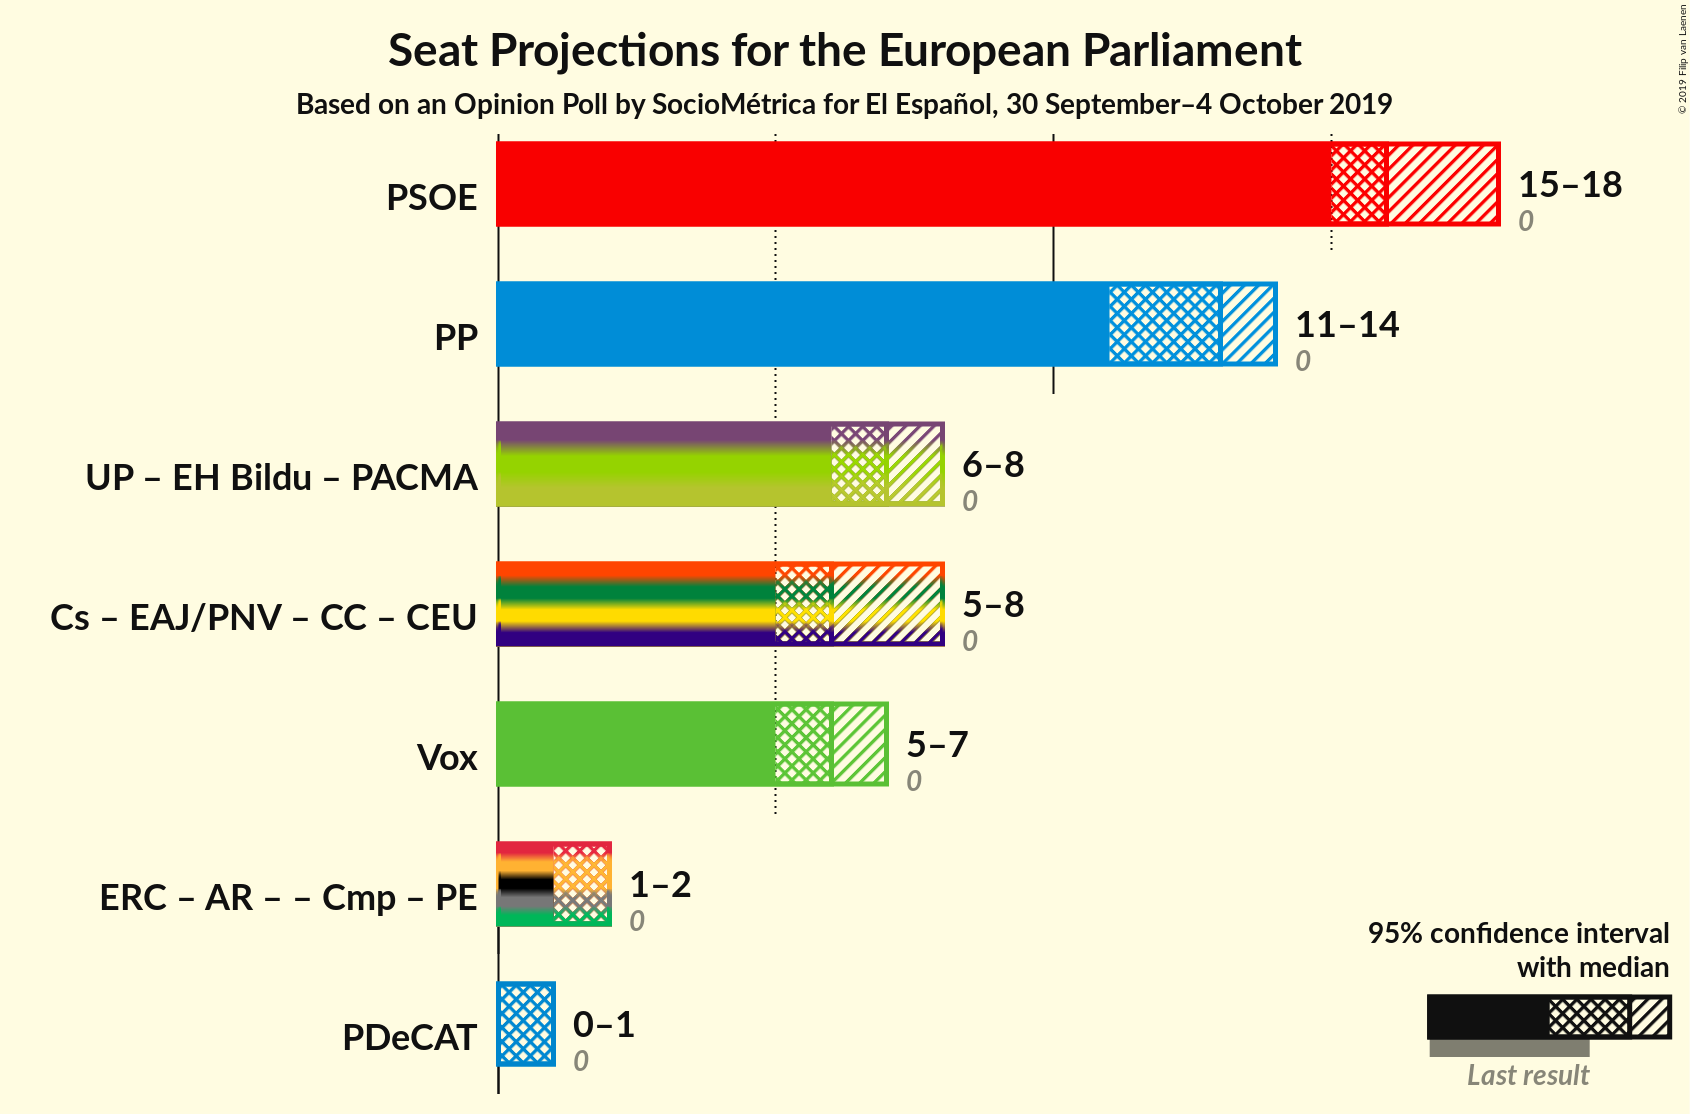 Seat Projections for the European Parliament
Based on an Opinion Poll by SocioMétrica for El Español, 30 September–4 October 2019
© 2019 Filip van Laenen
PSOE
15–18
0
PP
11–14
0
UP – EH Bildu – PACMA
6–8
0
Cs – EAJ/PNV – CC – CEU
5–8
0
Vox
5–7
0
ERC – AR – – Cmp – PE
1–2
0
PDeCAT
0–1
0
95% confidence interval
with median
Last result